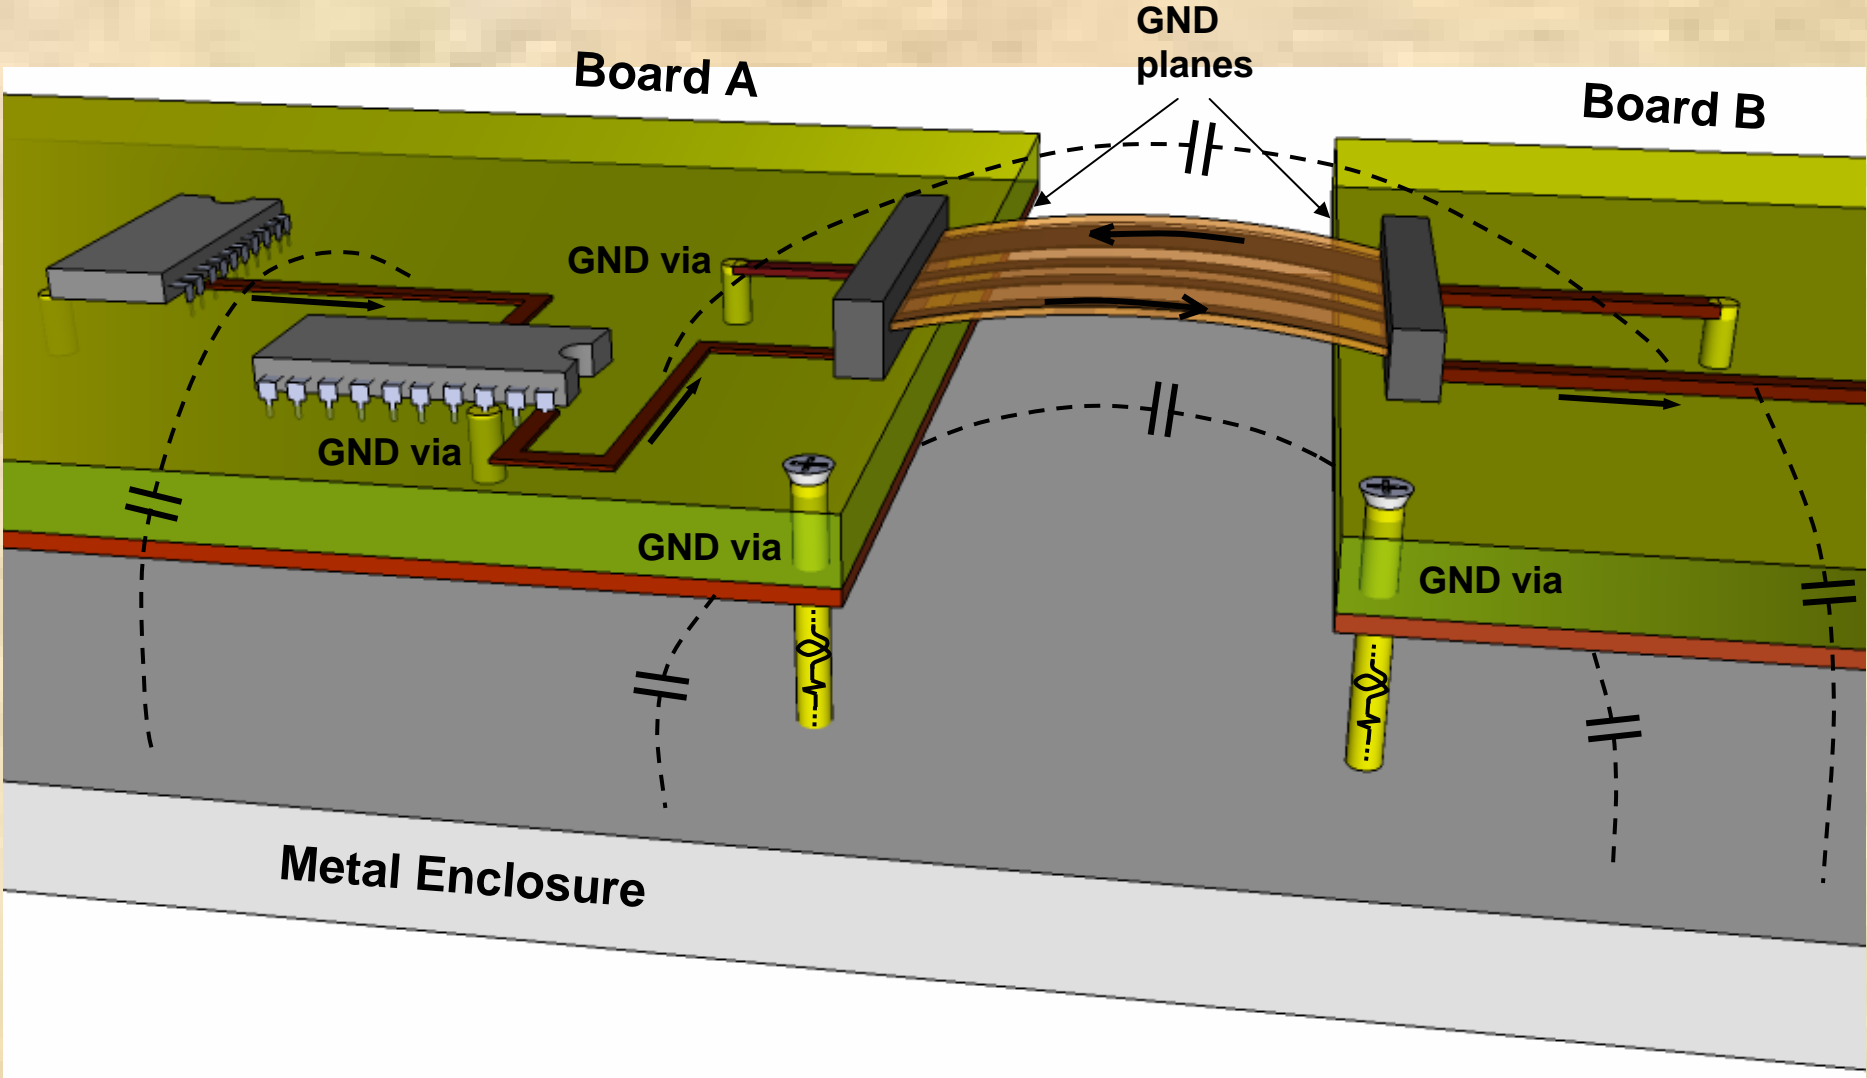 GND
planes
Board A
Board B
GND via
GND via
GND via
GND via
Metal Enclosure